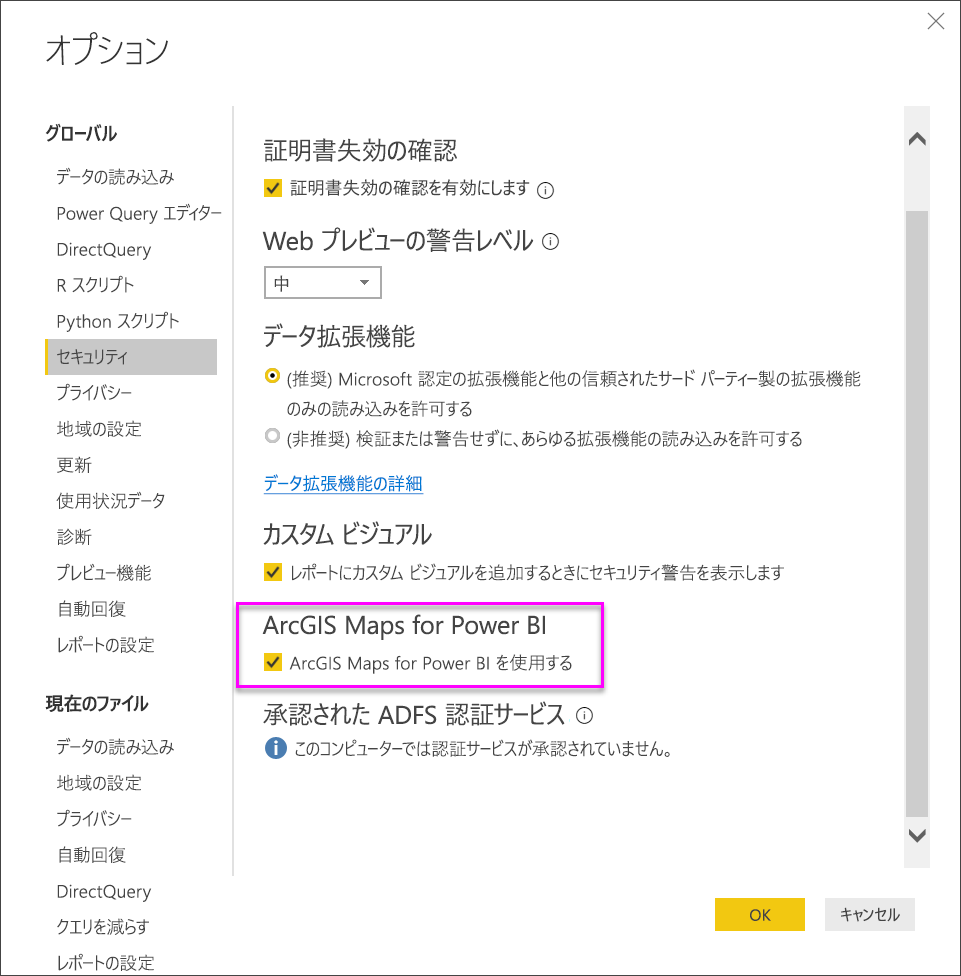 オプション
グローバル
データの読み込み
Power Query エディター
DirectQuery
R スクリプト
Python スクリプト
セキュリティ
プライバシー
地域の設定
更新
使用状況データ
診断
プレビュー機能
自動回復
レポートの設定
現在のファイル
データの読み込み
地域の設定
プライバシー
自動回復
DirectQuery
クエリを減らす
レポートの設定
証明書失効の確認
証明書失効の確認を有効にします
Web プレビューの警告レベル
中
データ拡張機能
(推奨) Microsoft 認定の拡張機能と他の信頼されたサード パーティー製の拡張機能
のみの読み込みを許可する
(非推奨) 検証または警告せずに、あらゆる拡張機能の読み込みを許可する
データ拡張機能の詳細
カスタム ビジュアル
レポートにカスタム ビジュアルを追加するときにセキュリティ警告を表示します
ArcGIS Maps for Power BI
ArcGIS Maps for Power BI を使用する
承認された ADFS 認証サービス
このコンピューターでは認証サービスが承認されていません。
OK
キャンセル